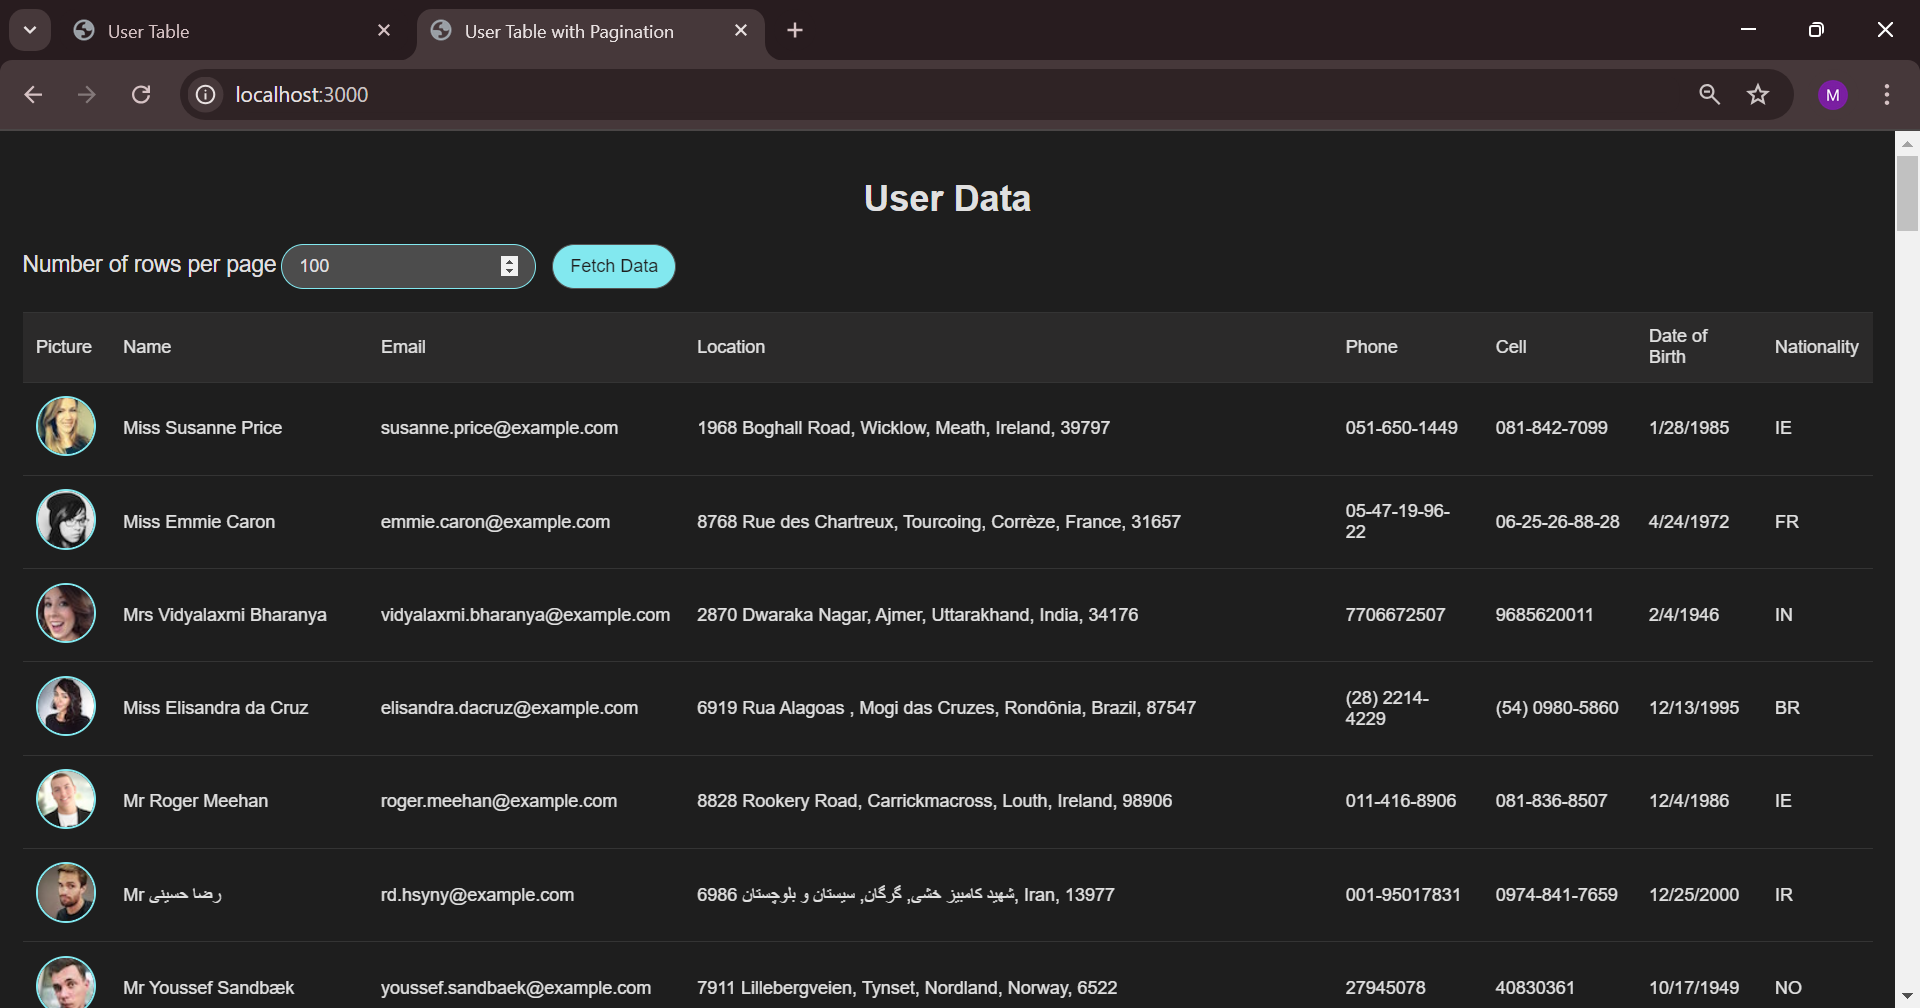 User Table
User Table with Pagination
localhost:3000
M
User Data
Number of rows per page 100 Fetch Data
Picture Name Email Location Phone Cell Date of Birth Nationality
Miss Susanne Price susanne.price@example.com 1968 Boghall Road, Wicklow, Meath, Ireland, 39797 051-650-1449 081-842-7099 1/28/1985 IE
Miss Emmie Caron emmie.caron@example.com 8768 Rue des Chartreux, Tourcoing, Corrèze, France, 31657 05-47-19-96-22 06-25-26-88-28 4/24/1972 FR
Mrs Vidyalaxmi Bharanya vidyalaxmi.bharanya@example.com 2870 Dwaraka Nagar, Ajmer, Uttarakhand, India, 34176 7706672507 9685620011 2/4/1946 IN
Miss Elisandra da Cruz elisandra.dacruz@example.com 6919 Rua Alagoas , Mogi das Cruzes, Rondônia, Brazil, 87547 (28) 2214-4229 (54) 0980-5860 12/13/1995 BR
Mr Roger Meehan roger.meehan@example.com 8828 Rookery Road, Carrickmacross, Louth, Ireland, 98906 011-416-8906 081-836-8507 12/4/1986 IE
Mr رضا حسینی rd.hsyny@example.com 6986 شهید کامبیز خشی, گرگان, سیستان و بلوچستان, Iran, 13977 001-95017831 0974-841-7659 12/25/2000 IR
Mr Youssef Sandbæk youssef.sandbaek@example.com 7911 Lillebergveien, Tynset, Nordland, Norway, 6522 27945078 40830361 10/17/1949 NO